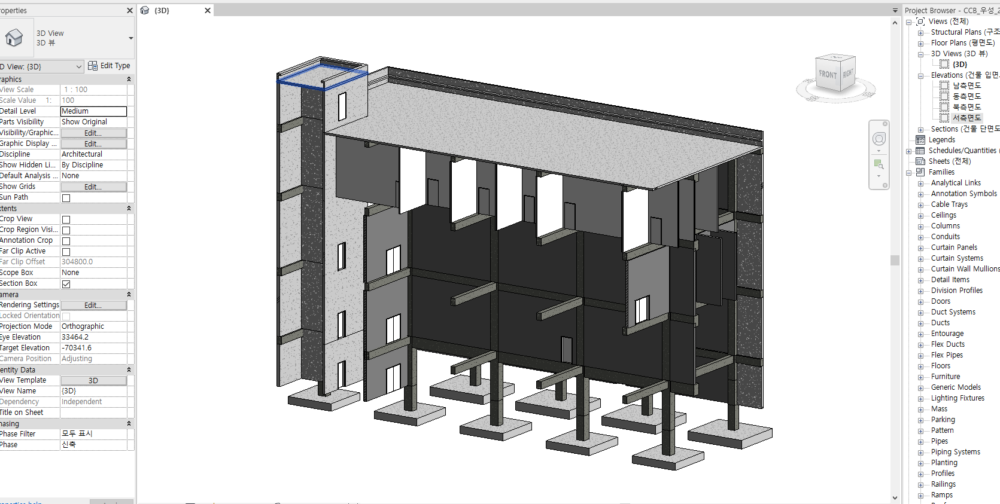 operties
{3D}
Project Browser - CCB_우성_2
3D View
3D 뷰
D View: {3D}
Edit Type
raphics
View Scale 1 : 100
Scale Value 1: 100
Detail Level Medium
Parts Visibility Show Original
Visibility/Graphic... Edit...
Graphic Display ... Edit...
Discipline Architectural
Show Hidden Li... By Discipline
Default Analysis ... None
Show Grids Edit...
Sun Path
xtents
Crop View
Crop Region Visi...
Annotation Crop
Far Clip Active
Far Clip Offset 304800.0
Scope Box None
Section Box
amera
Rendering Settings Edit...
Locked Orientation
Projection Mode Orthographic
Eye Elevation 33464.2
Target Elevation -70341.6
Camera Position Adjusting
entity Data
View Template 3D
View Name {3D}
Dependency Independent
Title on Sheet
hasing
Phase Filter 모두 표시
Phase 신축
FRONT
RIGHT
Views (전체)
Structural Plans (구조
Floor Plans (평면도)
3D Views (3D 뷰)
{3D}
Elevations (건물 입면
남측면도
동측면도
북측면도
서측면도
Sections (건물 단면도
Legends
Schedules/Quantities (
Sheets (전체)
Families
Analytical Links
Annotation Symbols
Cable Trays
Ceilings
Columns
Conduits
Curtain Panels
Curtain Systems
Curtain Wall Mullions
Detail Items
Division Profiles
Doors
Duct Systems
Ducts
Entourage
Flex Ducts
Flex Pipes
Floors
Furniture
Generic Models
Lighting Fixtures
Mass
Parking
Pattern
Pipes
Piping Systems
Planting
Profiles
Railings
Ramps